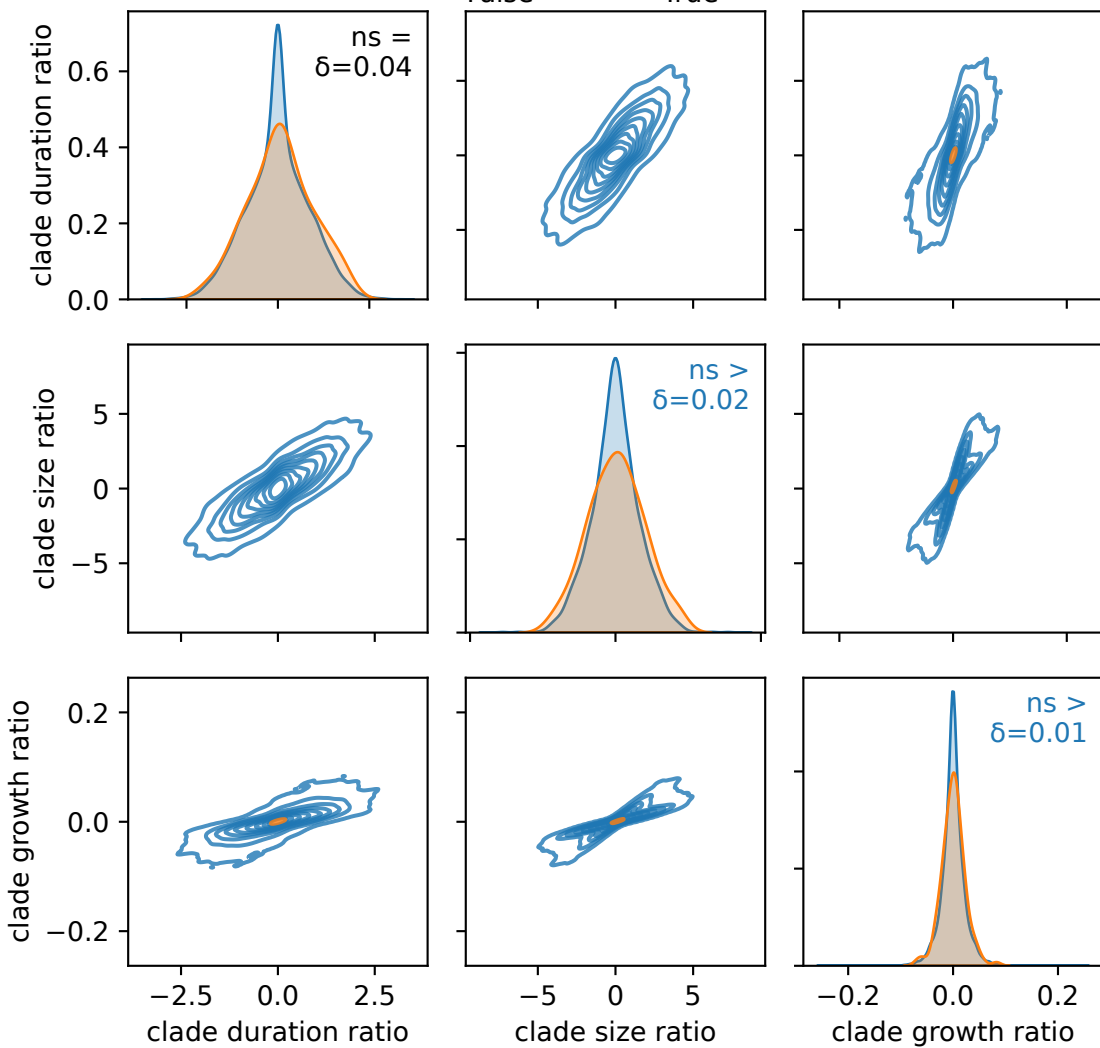 clade duration ratio
0.6
0.4
0.2
0.0
ns =
δ=0.04
clade size ratio
5
0
−5
ns >
δ=0.02
clade growth ratio
0.2
0.0
−0.2
ns >
δ=0.01
−2.5 0.0 2.5
clade duration ratio
−5 0 5
clade size ratio
−0.2 0.0 0.2
clade growth ratio